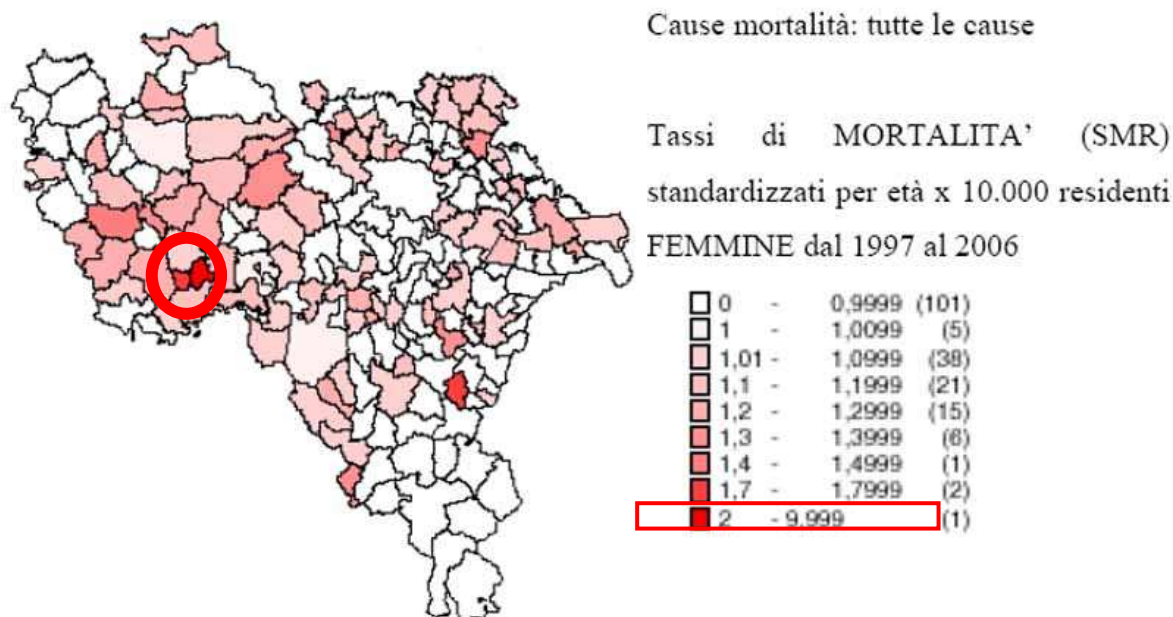 Cause mortalità: tutte le cause
Tassi di MORTALITA' (SMR)
standardizzati per età x 10.000 residenti
FEMMINE dal 1997 al 2006
0 - 0,9999 (101)
1 - 1,0099 (5)
1,01 - 1,0999 (38)
1,1 - 1,1999 (21)
1,2 - 1,2999 (15)
1,3 - 1,3999 (6)
1,4 - 1,4999 (1)
1,7 - 1,7999 (2)
2 - 9.999 (1)